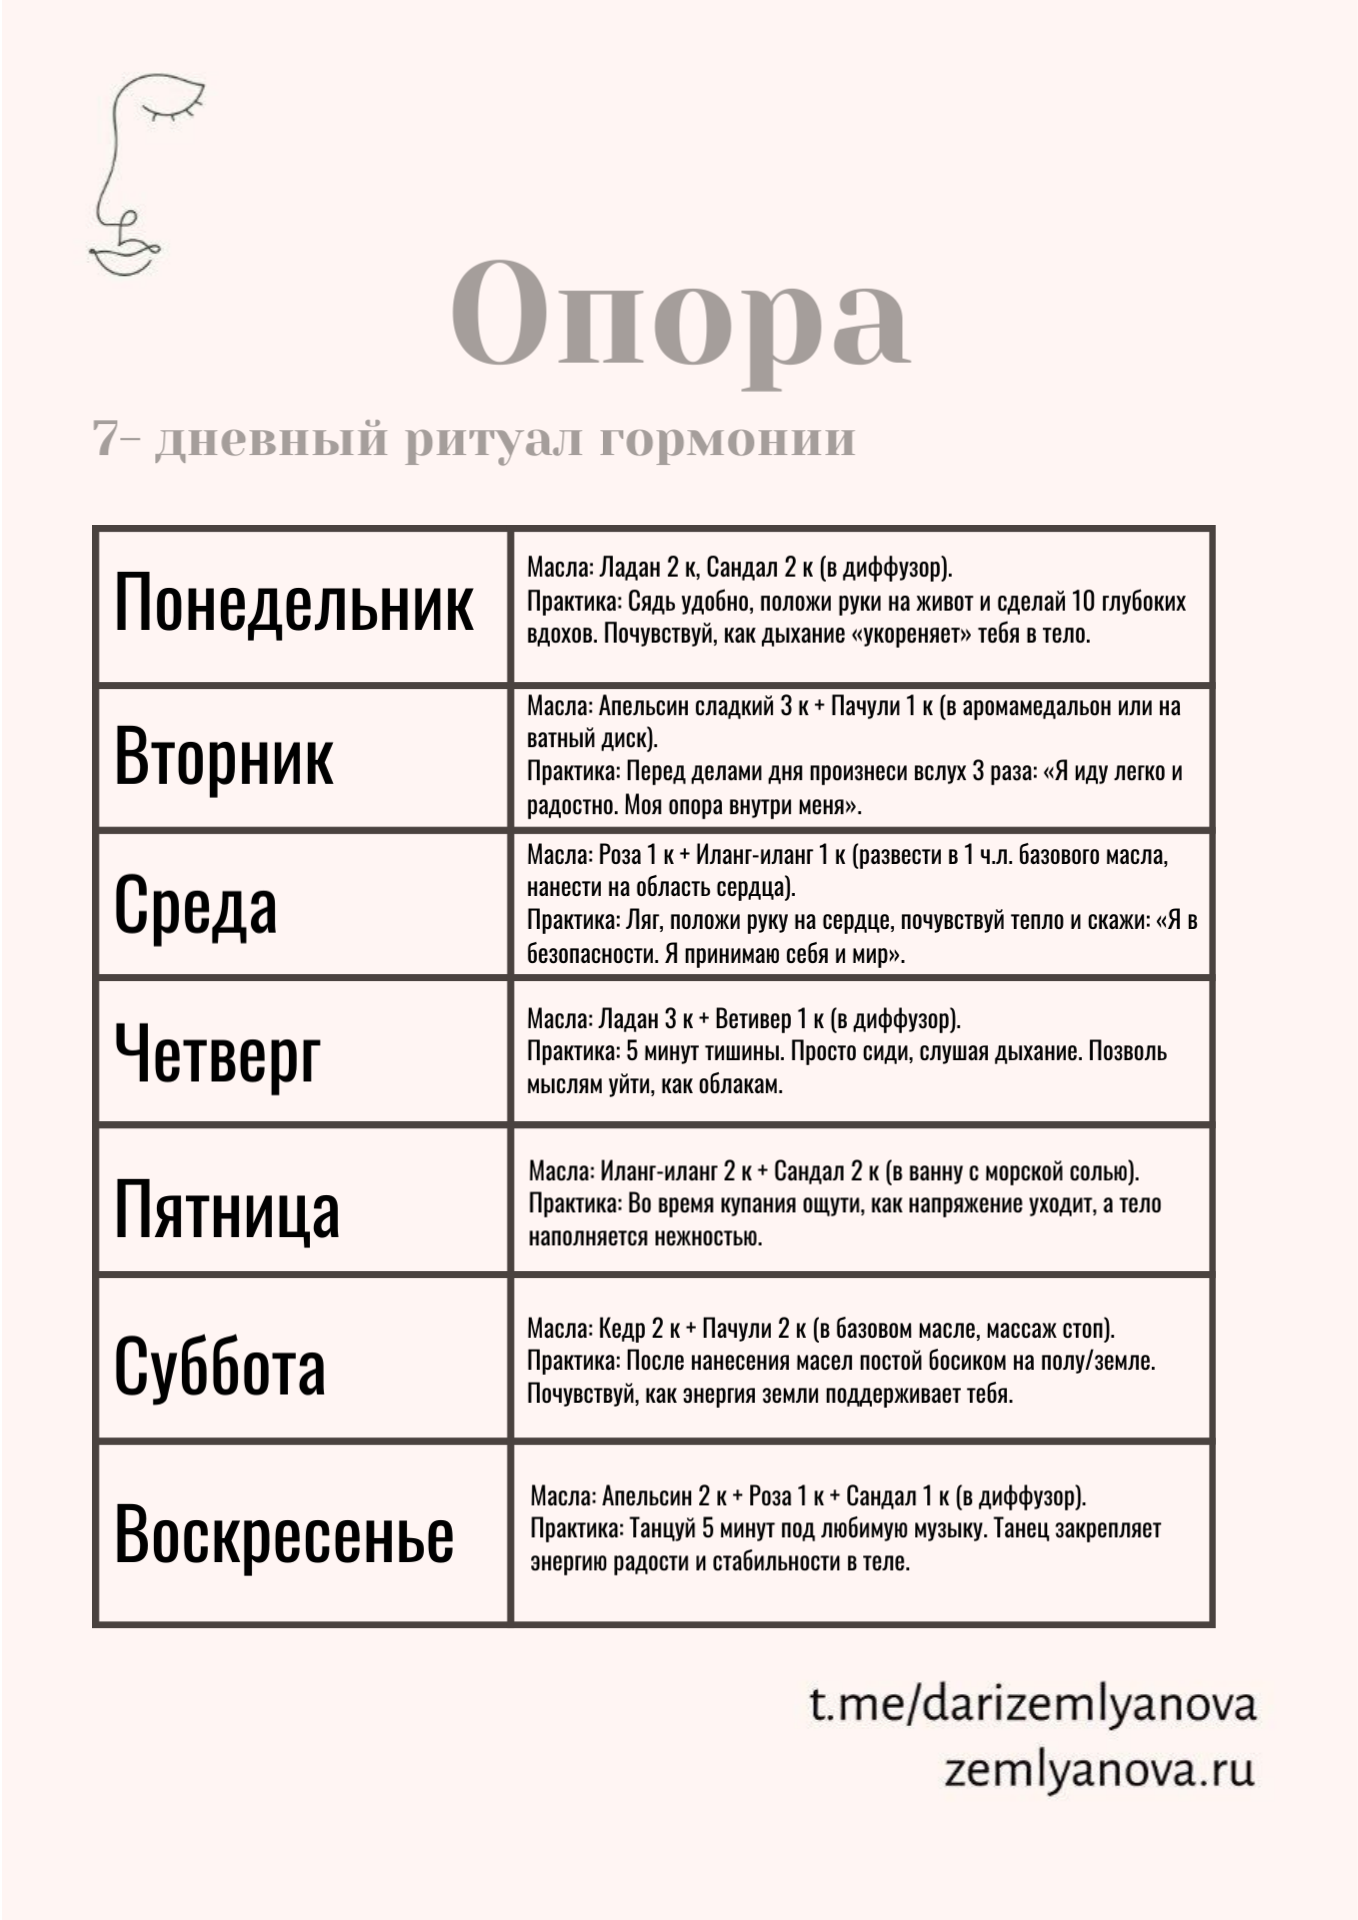 Опора
7- дневный ритуал гормонии
Понедельник
Масла: Ладан 2 к, Сандал 2 к (в диффузор).
Практика: Сядь удобно, положи руки на живот и сделай 10 глубоких
вдохов. Почувствуй, как дыхание «укореняет» тебя в тело.
Вторник
Масла: Апельсин сладкий 3 к + Пачули 1 к (в аромамедальон или на
ватный диск).
Практика: Перед делами дня произнеси вслух 3 раза: «Я иду легко и
радостно. Моя опора внутри меня».
Среда
Масла: Роза 1 к + Иланг-иланг 1 к (развести в 1 ч.л. базового масла,
нанести на область сердца).
Практика: Ляг, положи руку на сердце, почувствуй тепло и скажи: «Я в
безопасности. Я принимаю себя и мир».
Четверг
Масла: Ладан 3 к + Ветивер 1 к (в диффузор).
Практика: 5 минут тишины. Просто сиди, слушая дыхание. Позволь
мыслям уйти, как облакам.
Пятница
Масла: Иланг-иланг 2 к + Сандал 2 к (в ванну с морской солью).
Практика: Во время купания ощути, как напряжение уходит, а тело
наполняется нежностью.
Суббота
Масла: Кедр 2 к + Пачули 2 к (в базовом масле, массаж стоп).
Практика: После нанесения масел постой босиком на полу/земле.
Почувствуй, как энергия земли поддерживает тебя.
Воскресенье
Масла: Апельсин 2 к + Роза 1 к + Сандал 1 к (в диффузор).
Практика: Танцуй 5 минут под любимую музыку. Танец закрепляет
энергию радости и стабильности в теле.
t.me/darizemlyanova
zemlyanova.ru